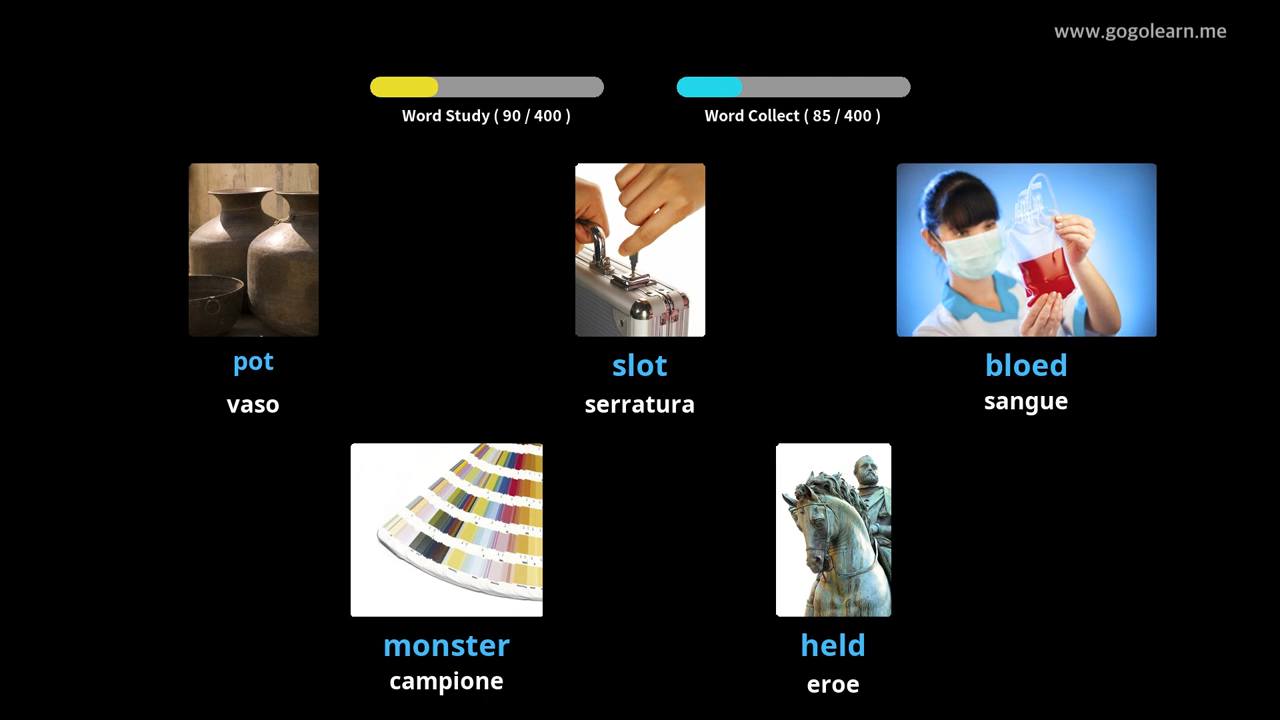 www.gogolearn.me
Word Study ( 90 / 400 )
Word Collect ( 85 / 400 )
pot
vaso
slot
serratura
bloed
sangue
monster
campione
held
eroe